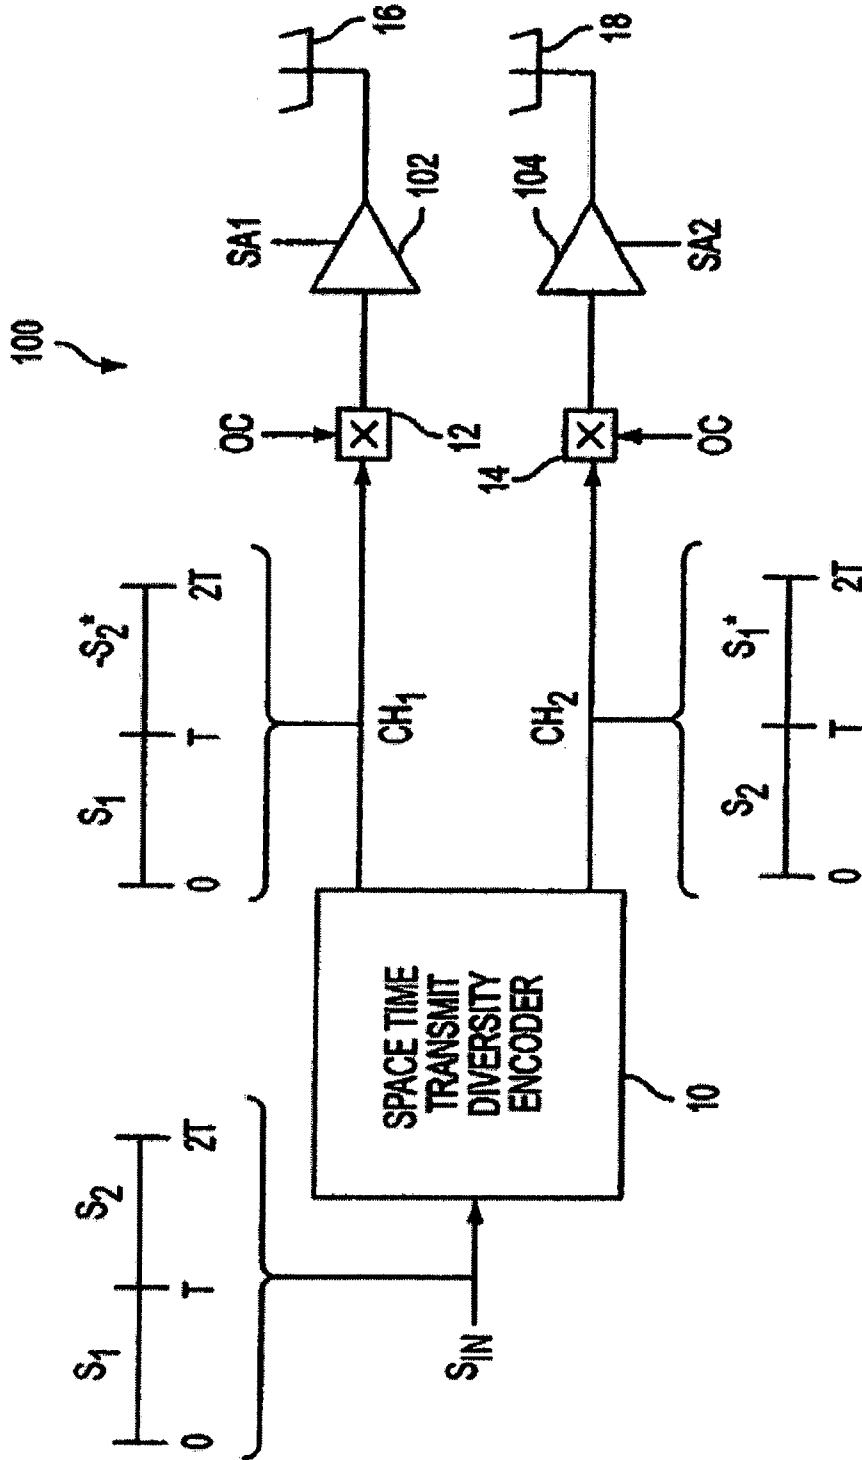 100
S₁ S₂
0 T 2T
S_IN
SPACE TIME
TRANSMIT
DIVERSITY
ENCODER
10
S₁ -S₂*
0 T 2T
CH₁
OC
12
SA1
102
16
CH₂
14
OC
104
SA2
18
S₂ S₁*
0 T 2T